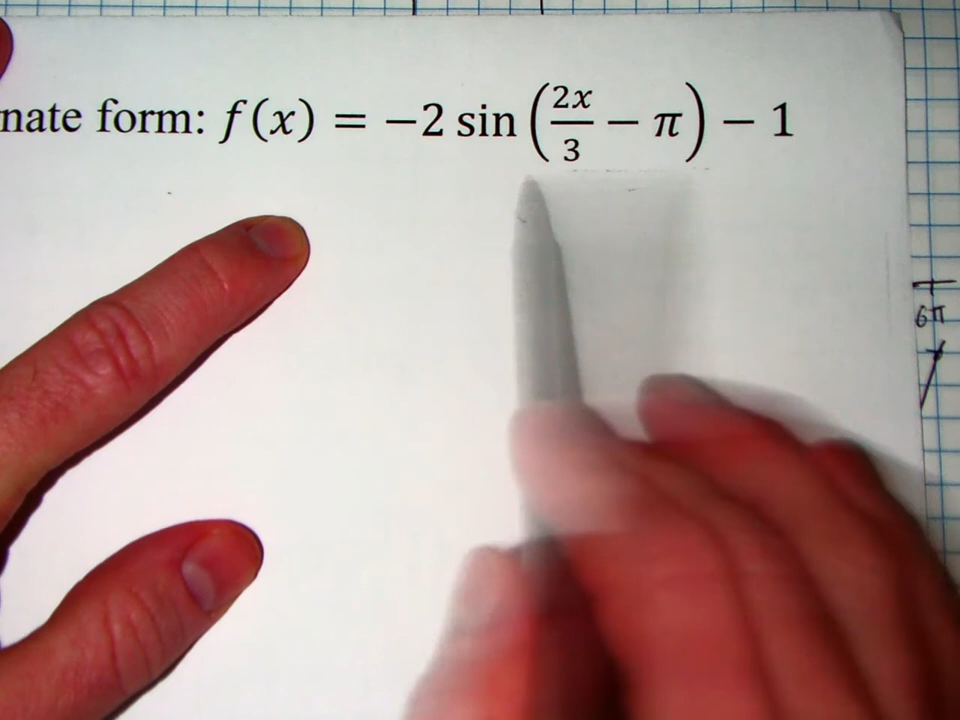 nate form: f(x) = −2 sin (2x/3 − π) − 1
6π